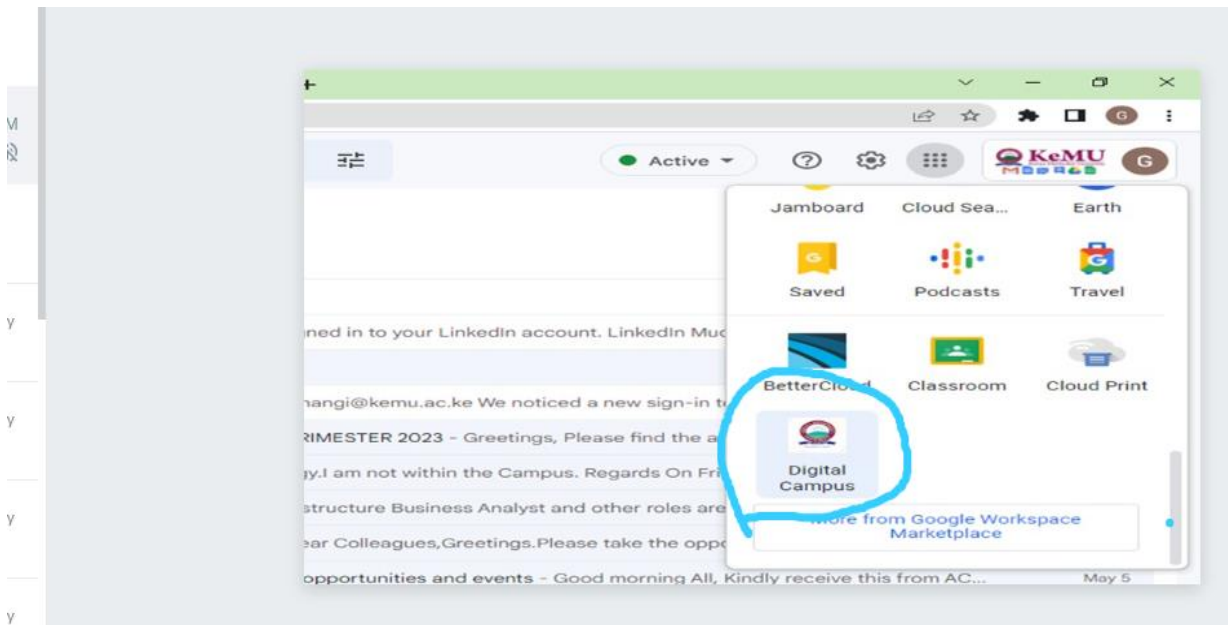 M
Active
KeMU
G
G
Jamboard Cloud Sea... Earth
Saved Podcasts Travel
y
ned in to your LinkedIn account. LinkedIn Muc
BetterCloud Classroom Cloud Print
hangi@kemu.ac.ke We noticed a new sign-in t
y
RIMESTER 2023 - Greetings, Please find the a
gy.I am not within the Campus. Regards On Fri
Digital
Campus
structure Business Analyst and other roles are
y
More from Google Workspace
Marketplace
ear Colleagues,Greetings.Please take the oppo
opportunities and events - Good morning All, Kindly receive this from AC... May 5
y